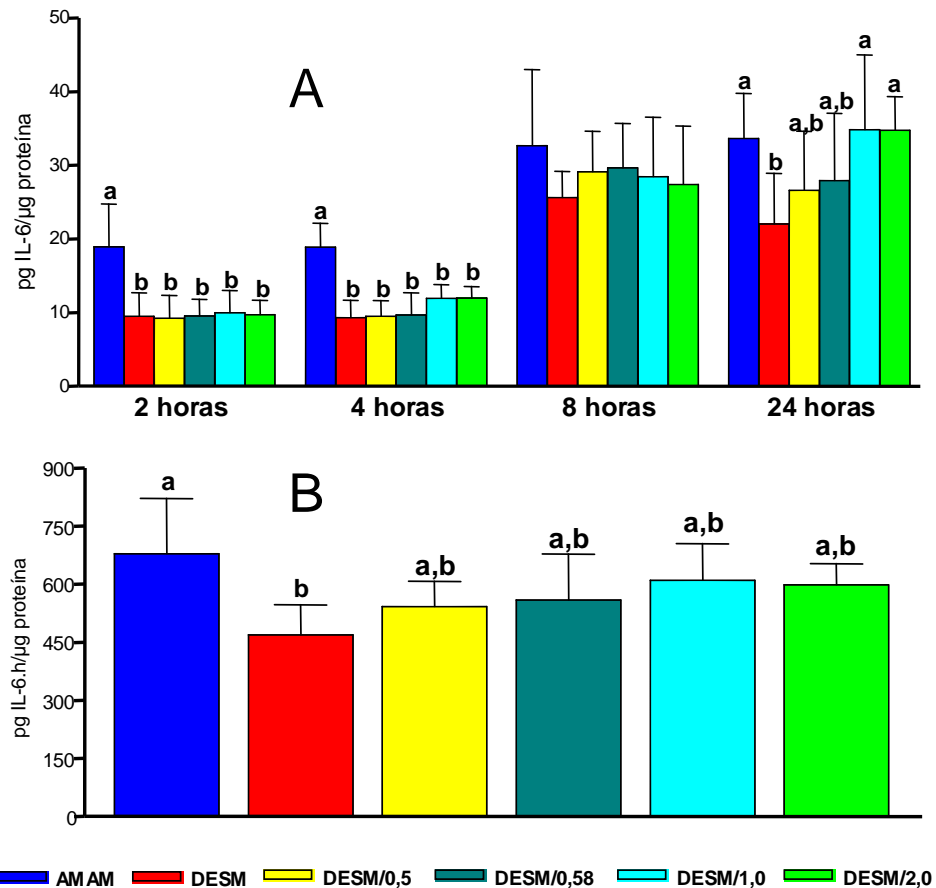 50
A
a
40
a
a
a,b
a,b
30
b
a
a
20
b
b
b
b
b
b
b
b
b
b
10
0
2 horas 4 horas 8 horas 24 horas
pg IL-6/µg proteína
900
B
a
750
a,b
a,b
a,b
a,b
600
b
450
300
150
0
pg IL-6.h/µg proteína
AMAM DESM DESM/0,5 DESM/0,58 DESM/1,0 DESM/2,0